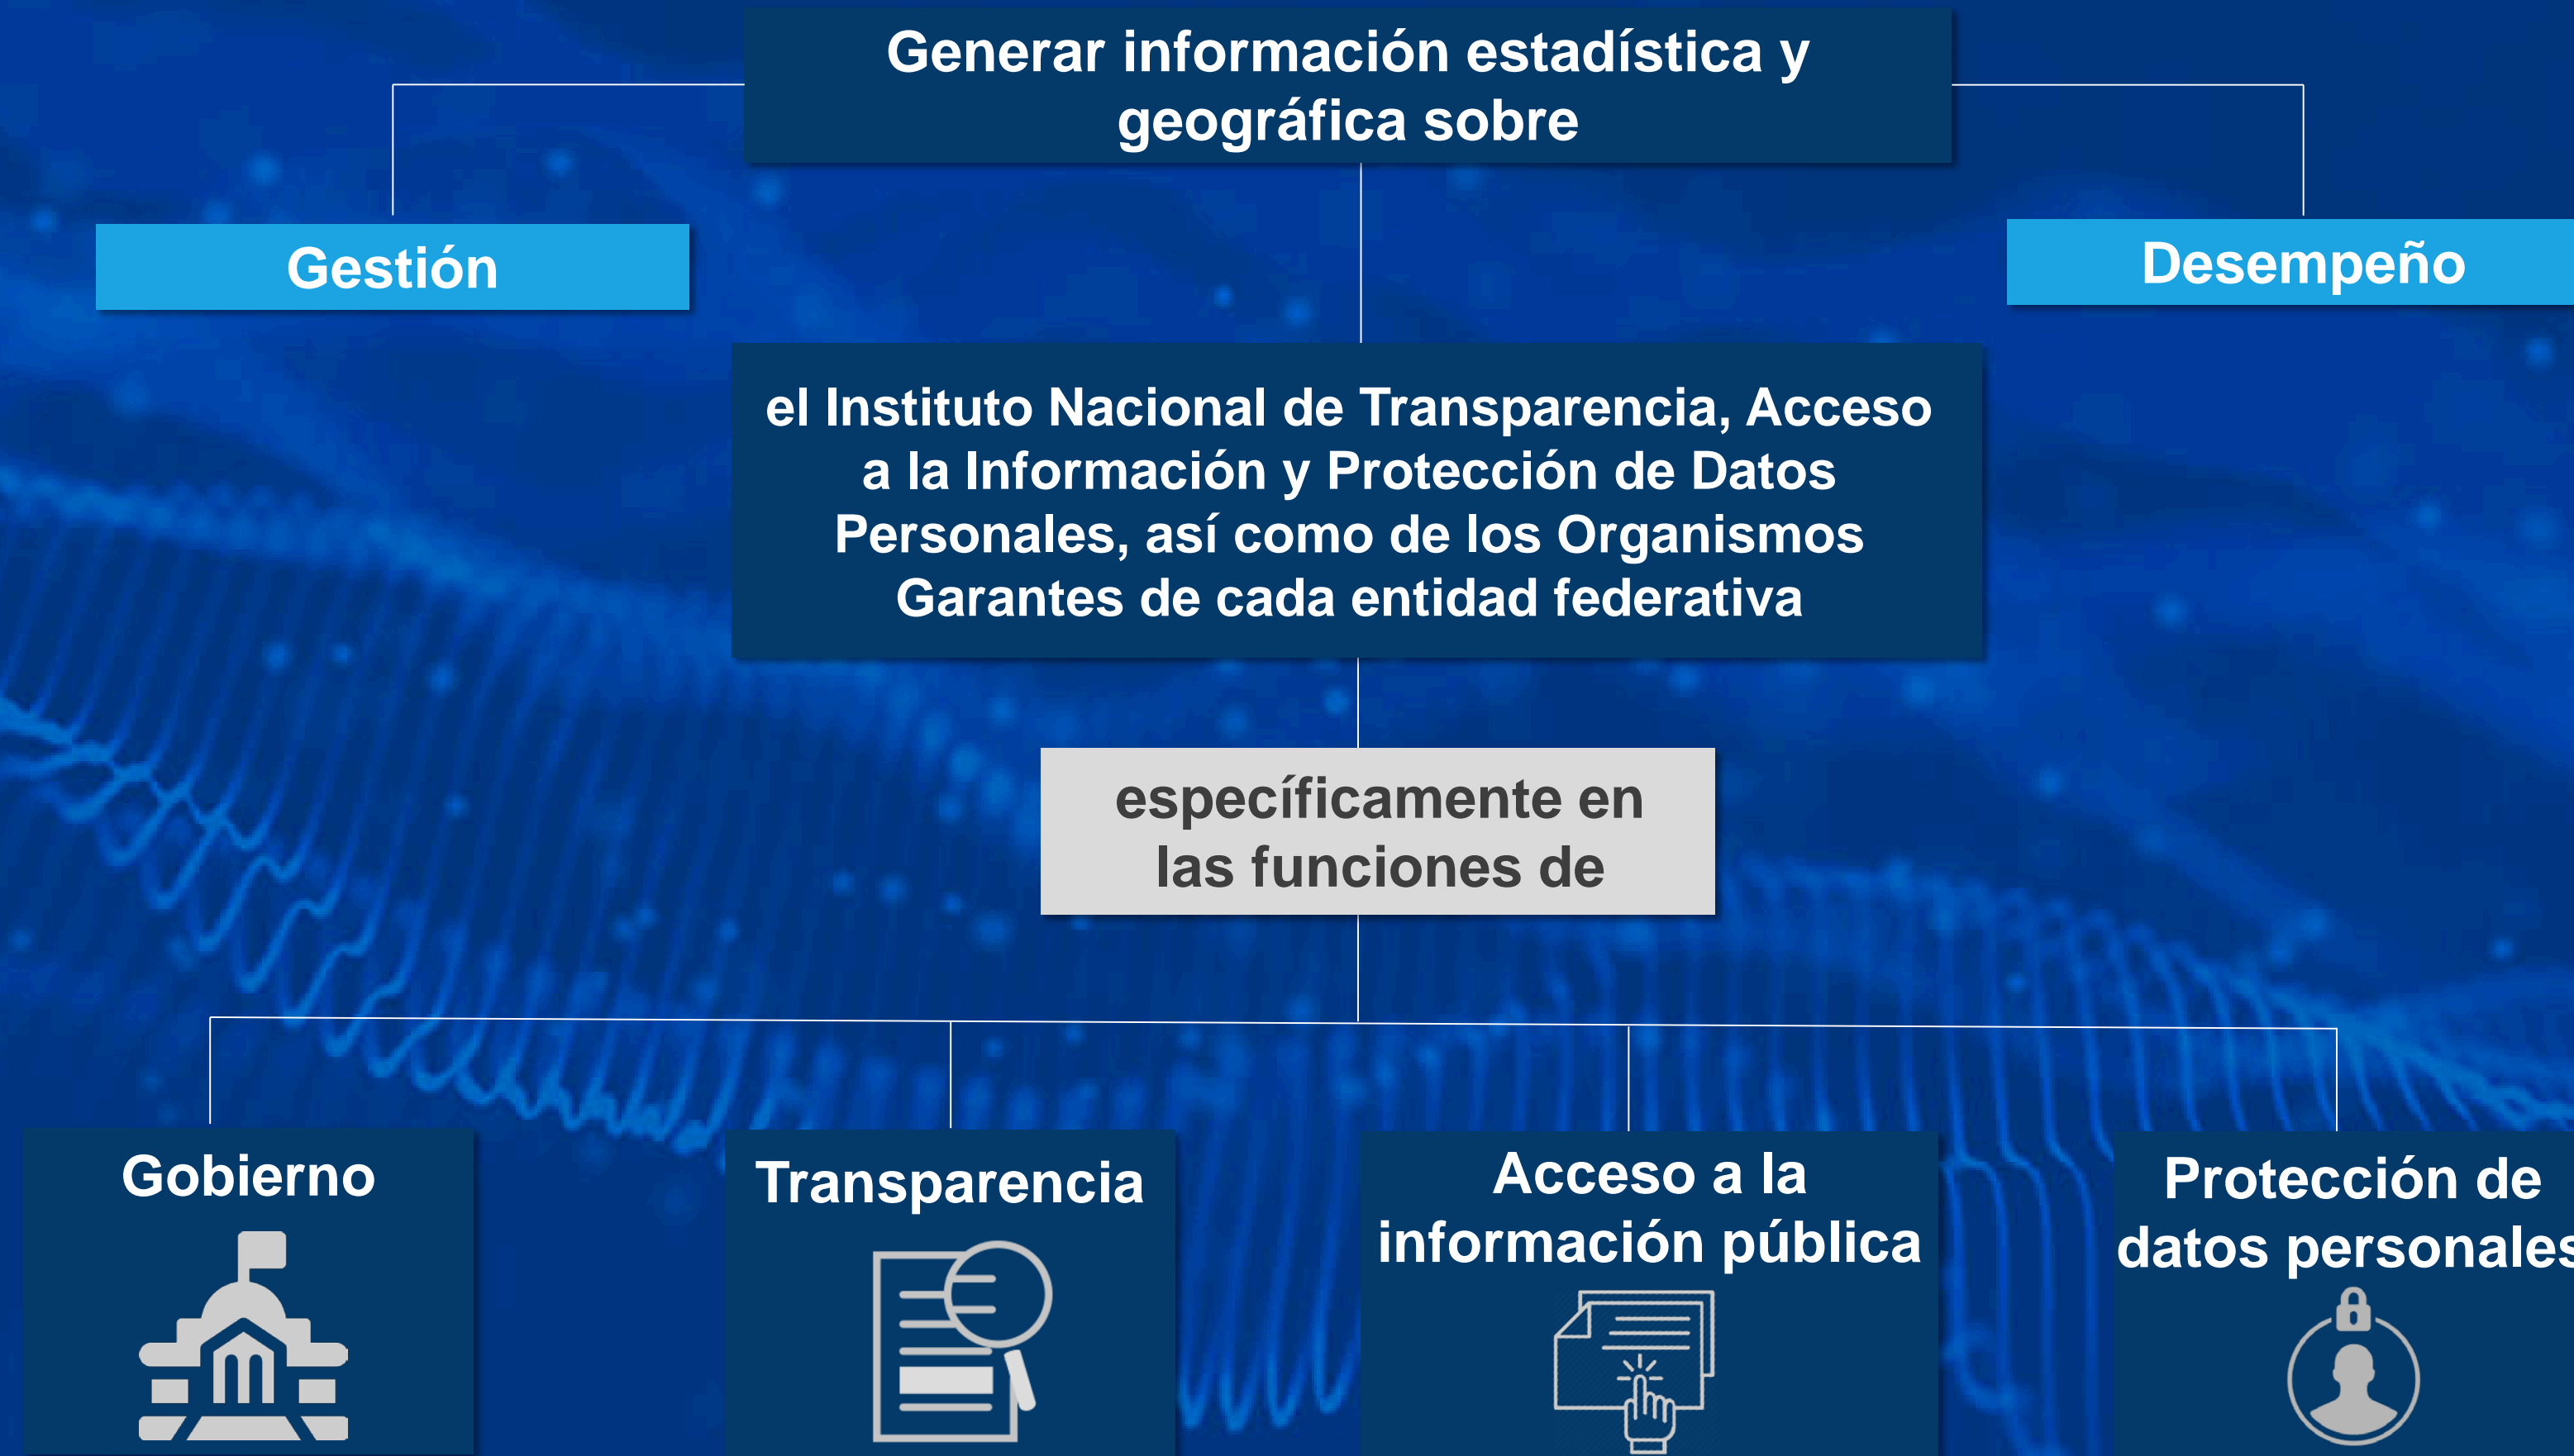 Generar información estadística y
geográfica sobre
Gestión
Desempeño
el Instituto Nacional de Transparencia, Acceso
a la Información y Protección de Datos
Personales, así como de los Organismos
Garantes de cada entidad federativa
específicamente en
las funciones de
Gobierno
Transparencia
Acceso a la
información pública
Protección de
datos personales